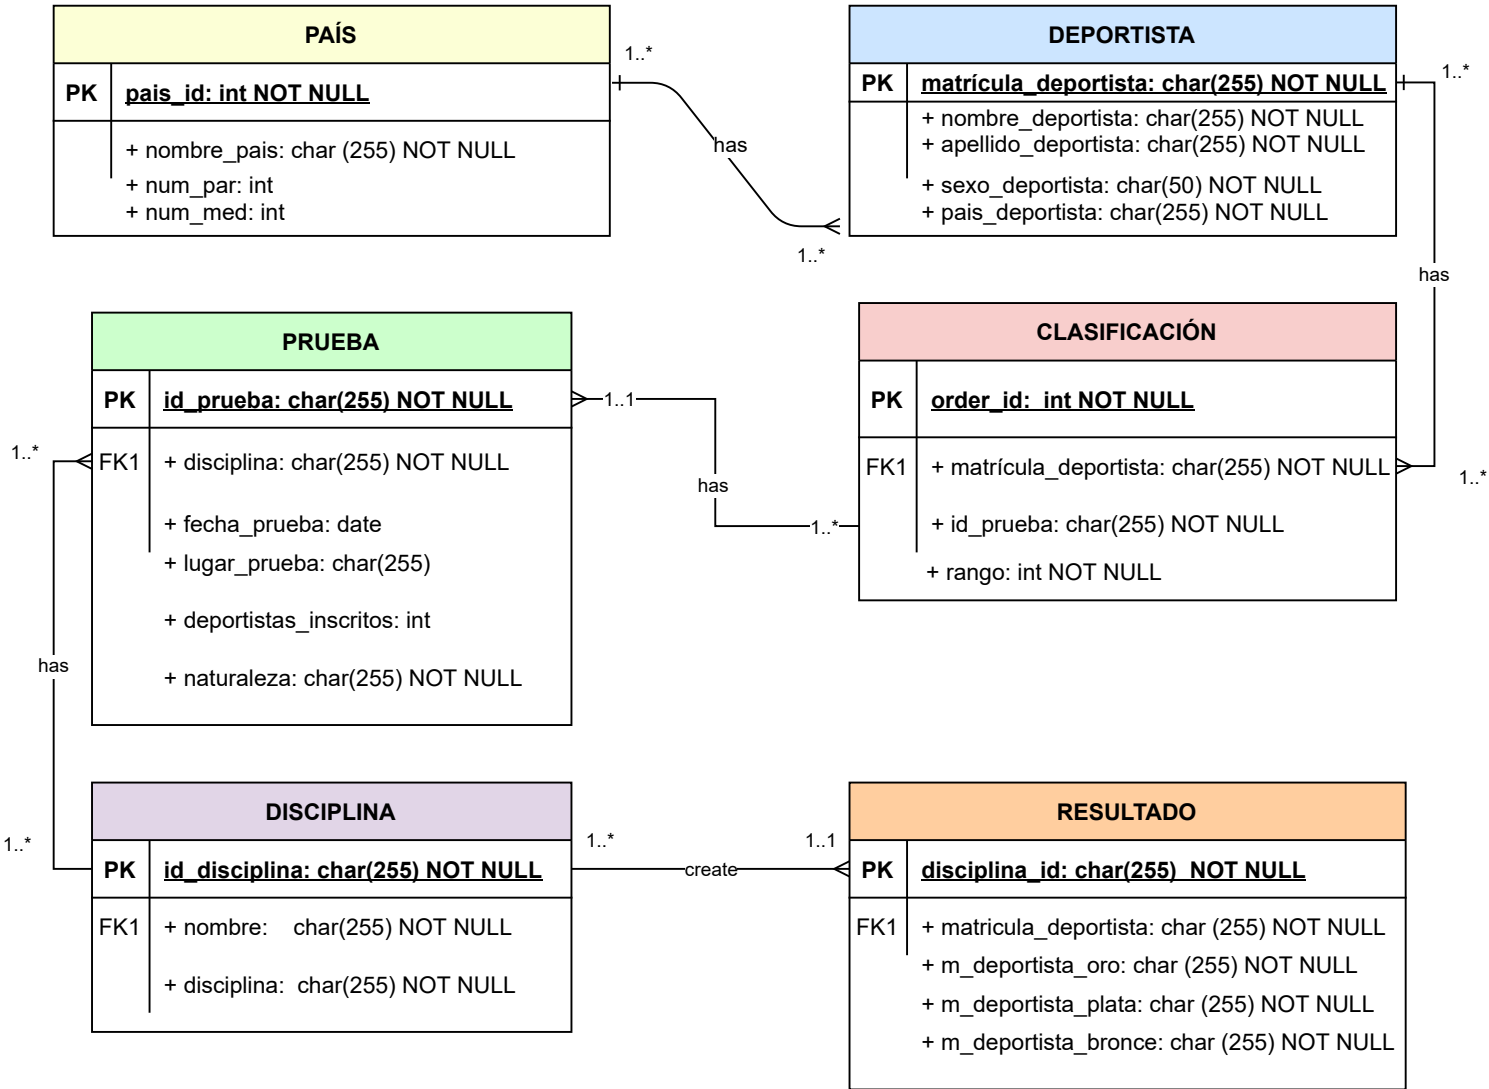 PAÍS
PK pais_id: int NOT NULL
+ nombre_pais: char (255) NOT NULL
+ num_par: int
+ num_med: int
1..*
has
1..*
DEPORTISTA
PK matrícula_deportista: char(255) NOT NULL
+ nombre_deportista: char(255) NOT NULL
+ apellido_deportista: char(255) NOT NULL
+ sexo_deportista: char(50) NOT NULL
+ pais_deportista: char(255) NOT NULL
1..*
has
1..*
PRUEBA
PK id_prueba: char(255) NOT NULL
FK1 + disciplina: char(255) NOT NULL
+ fecha_prueba: date
+ lugar_prueba: char(255)
+ deportistas_inscritos: int
+ naturaleza: char(255) NOT NULL
1..1
has
1..*
CLASIFICACIÓN
PK order_id: int NOT NULL
FK1 + matrícula_deportista: char(255) NOT NULL
+ id_prueba: char(255) NOT NULL
+ rango: int NOT NULL
1..*
has
1..*
DISCIPLINA
PK id_disciplina: char(255) NOT NULL
FK1 + nombre: char(255) NOT NULL
+ disciplina: char(255) NOT NULL
1..*
create
1..1
RESULTADO
PK disciplina_id: char(255) NOT NULL
FK1 + matricula_deportista: char (255) NOT NULL
+ m_deportista_oro: char (255) NOT NULL
+ m_deportista_plata: char (255) NOT NULL
+ m_deportista_bronce: char (255) NOT NULL